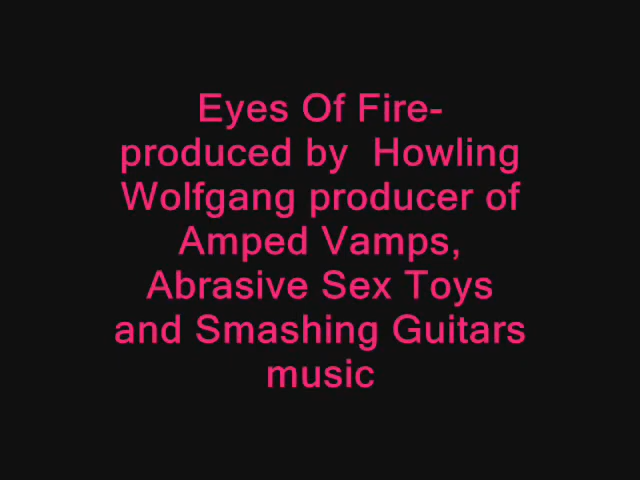 Eyes Of Fire-
produced by  Howling
Wolfgang producer of
Amped Vamps,
Abrasive Sex Toys
and Smashing Guitars
music